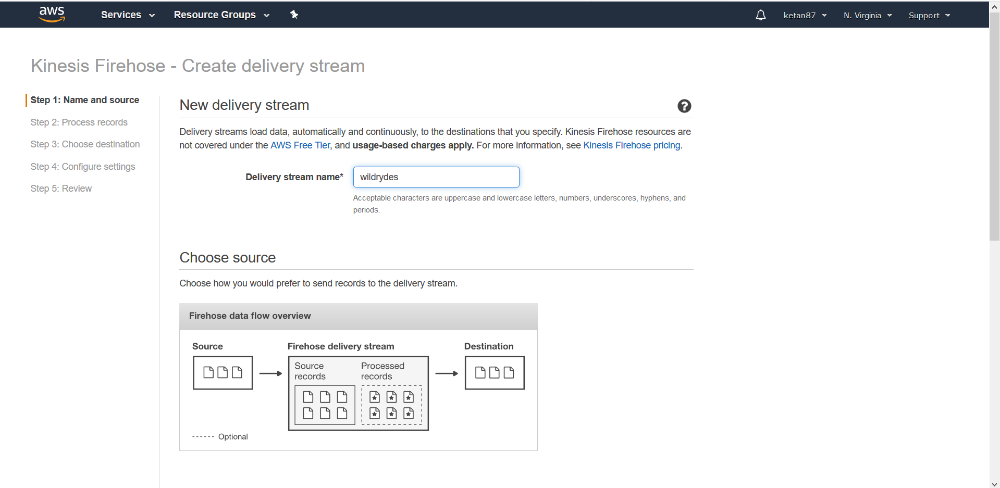 aws Services Resource Groups ketan87 N. Virginia Support
Kinesis Firehose - Create delivery stream
Step 1: Name and source
Step 2: Process records
Step 3: Choose destination
Step 4: Configure settings
Step 5: Review
New delivery stream ?
Delivery streams load data, automatically and continuously, to the destinations that you specify. Kinesis Firehose resources are
not covered under the AWS Free Tier, and usage-based charges apply. For more information, see Kinesis Firehose pricing.
Delivery stream name* wildrydes
Acceptable characters are uppercase and lowercase letters, numbers, underscores, hyphens, and
periods.
Choose source
Choose how you would prefer to send records to the delivery stream.
Firehose data flow overview
Source Firehose delivery stream Destination
Source Processed
records records
Optional